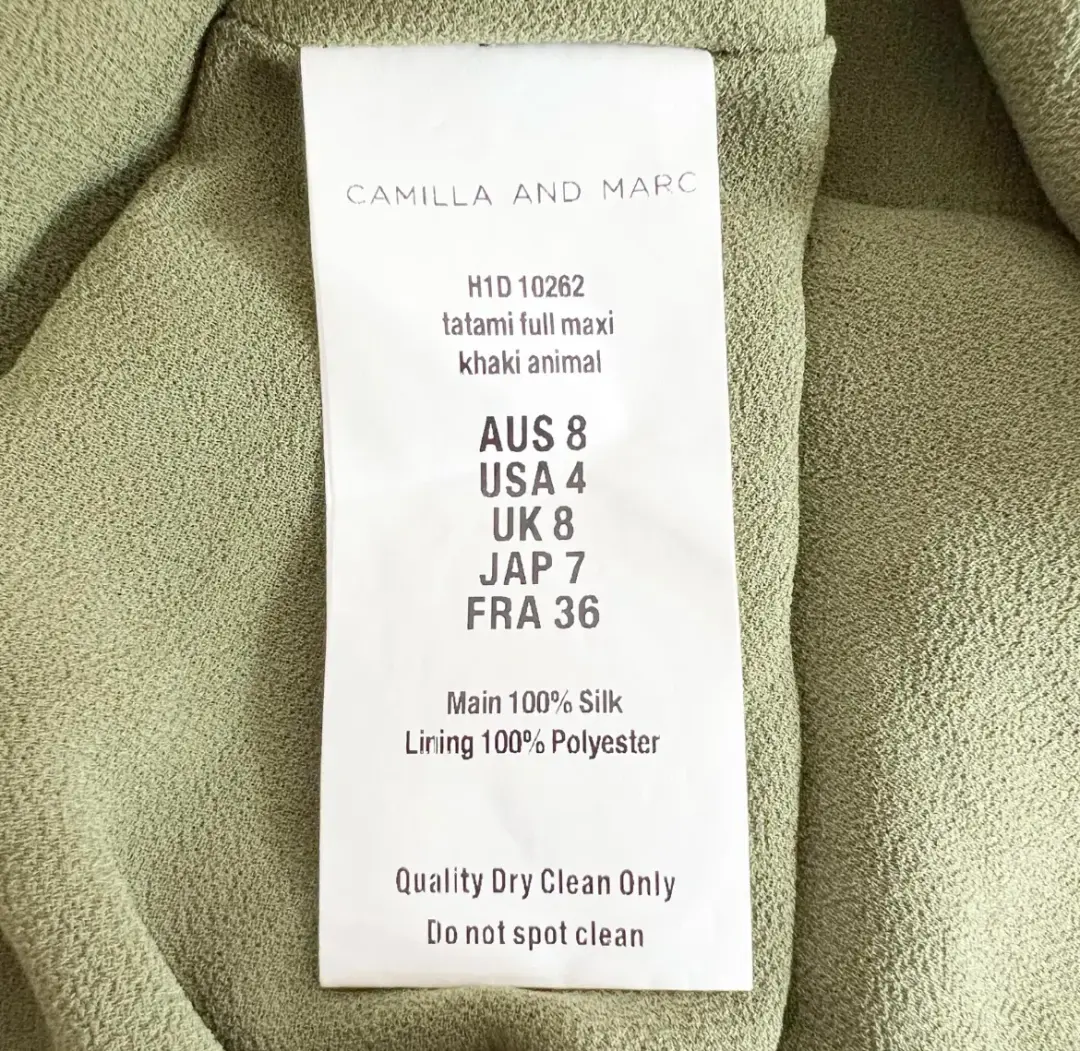 CAMILLA AND MARC
H1D 10262
tatami full maxi
khaki animal
AUS 8
USA 4
UK 8
JAP 7
FRA 36
Main 100% Silk
Lining 100% Polyester
Quality Dry Clean Only
Do not spot clean